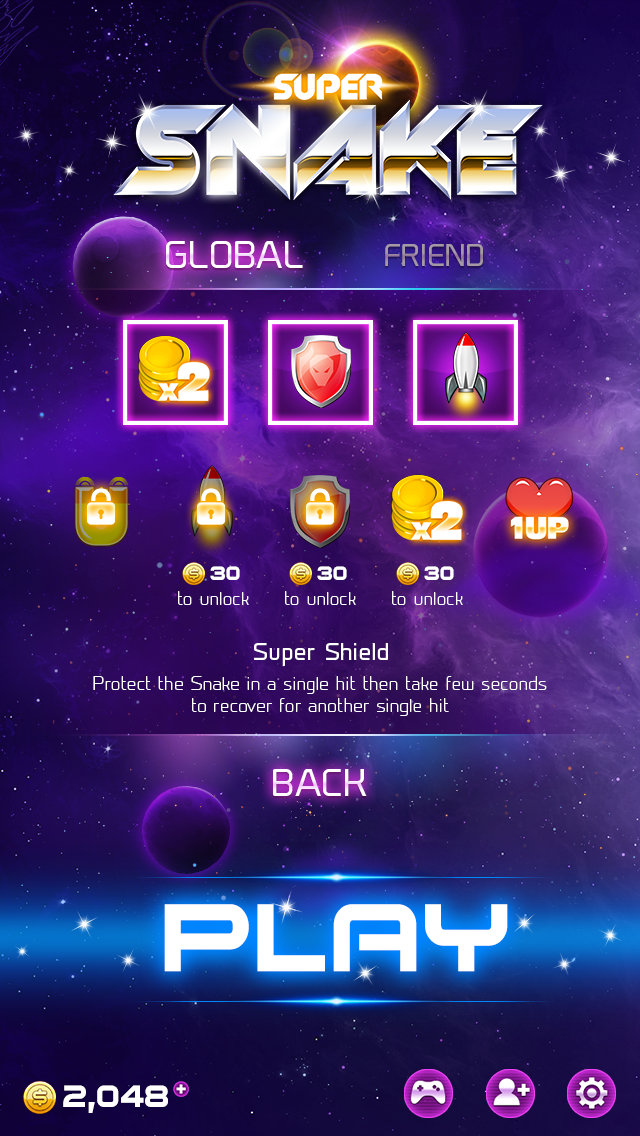 SUPER
SNAKE
GLOBAL FRIEND
x2
x2
1UP
30 30 30
to unlock to unlock to unlock
Super Shield
Protect the Snake in a single hit then take few seconds
to recover for another single hit
BACK
PLAY
2,048 +